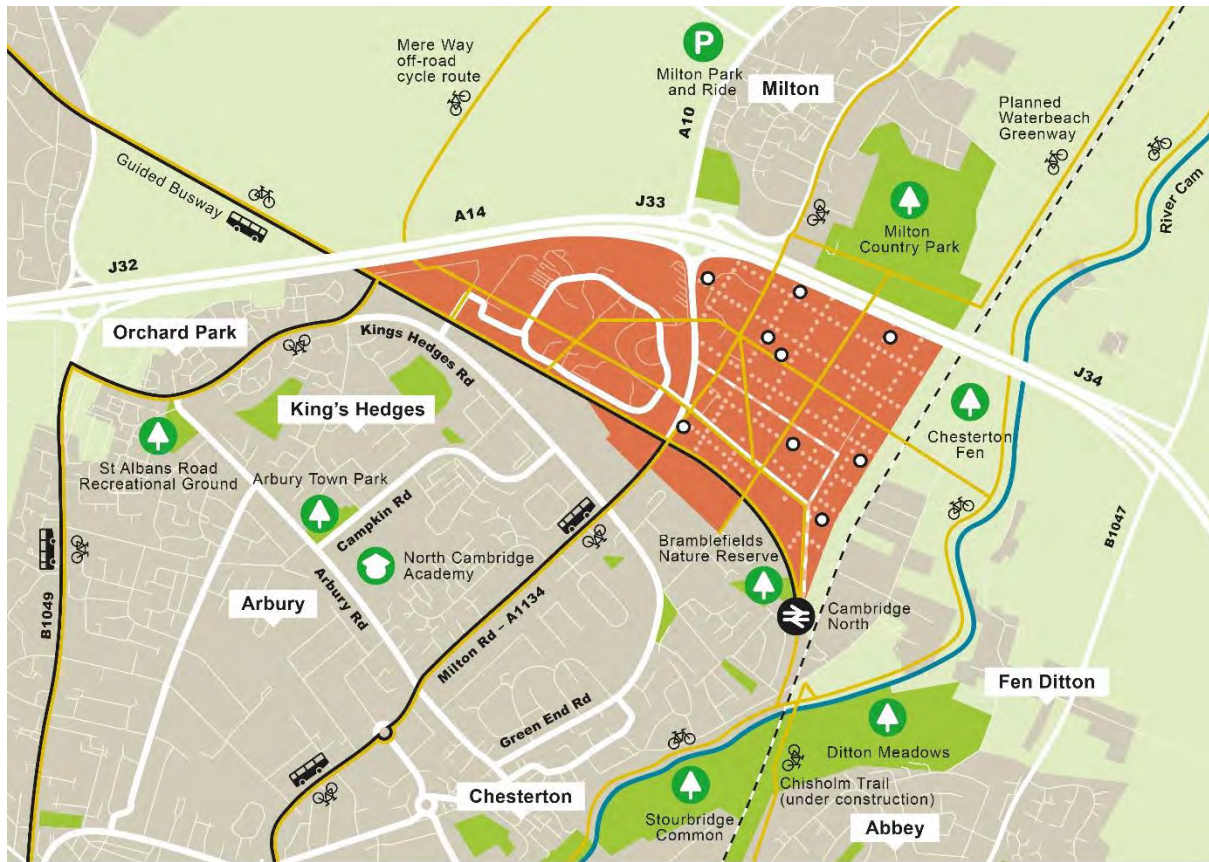 Mere Way
off-road
cycle route
P
Milton Park
and Ride
Milton
A10
Planned
Waterbeach
Greenway
River Cam
Guided Busway
A14
J33
J32
Milton
Country Park
Orchard Park
Kings Hedges Rd
J34
King's Hedges
Chesterton
Fen
St Albans Road
Recreational Ground
Arbury Town Park
Campkin Rd
B1047
Bramblefields
Nature Reserve
North Cambridge
Academy
B1049
Arbury
Arbury Rd
Milton Rd – A1134
Cambridge
North
Fen Ditton
Green End Rd
Ditton Meadows
Chisholm Trail
(under construction)
Chesterton
Stourbridge
Common
Abbey